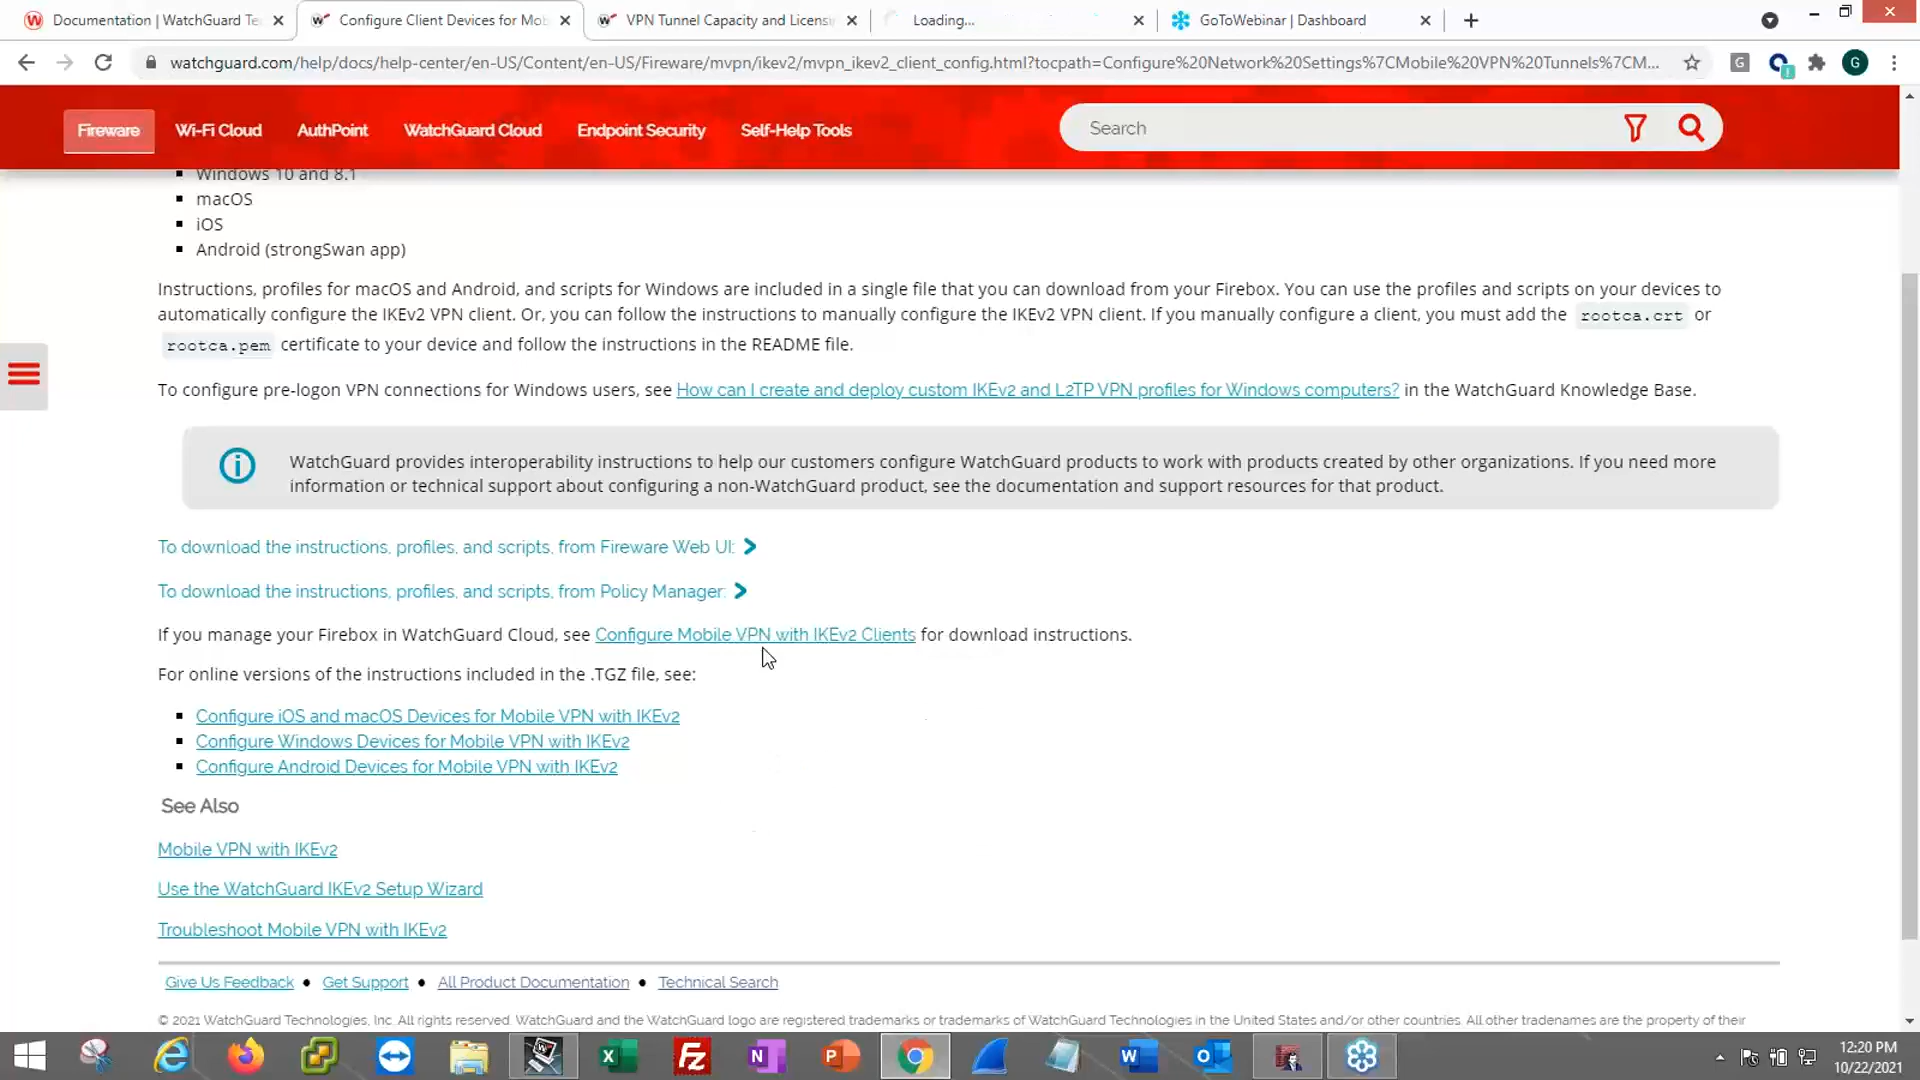 Documentation | WatchGuard Te
Configure Client Devices for Mob
VPN Tunnel Capacity and Licensi
Loading...
GoToWebinar | Dashboard
watchguard.com/help/docs/help-center/en-US/Content/en-US/Fireware/mvpn/ikev2/mvpn_ikev2_client_config.html?tocpath=Configure%20Network%20Settings%7CMobile%20VPN%20Tunnels%7CM...
G
G
Fireware
Wi-Fi Cloud
AuthPoint
WatchGuard Cloud
Endpoint Security
Self-Help Tools
Search
Windows 10 and 8.1
macOS
iOS
Android (strongSwan app)
Instructions, profiles for macOS and Android, and scripts for Windows are included in a single file that you can download from your Firebox. You can use the profiles and scripts on your devices to
automatically configure the IKEv2 VPN client. Or, you can follow the instructions to manually configure the IKEv2 VPN client. If you manually configure a client, you must add the rootca.crt or
rootca.pem certificate to your device and follow the instructions in the README file.
To configure pre-logon VPN connections for Windows users, see How can I create and deploy custom IKEv2 and L2TP VPN profiles for Windows computers? in the WatchGuard Knowledge Base.
WatchGuard provides interoperability instructions to help our customers configure WatchGuard products to work with products created by other organizations. If you need more
information or technical support about configuring a non-WatchGuard product, see the documentation and support resources for that product.
To download the instructions, profiles, and scripts, from Fireware Web UI:
To download the instructions, profiles, and scripts, from Policy Manager:
If you manage your Firebox in WatchGuard Cloud, see Configure Mobile VPN with IKEv2 Clients for download instructions.
For online versions of the instructions included in the .TGZ file, see:
Configure iOS and macOS Devices for Mobile VPN with IKEv2
Configure Windows Devices for Mobile VPN with IKEv2
Configure Android Devices for Mobile VPN with IKEv2
See Also
Mobile VPN with IKEv2
Use the WatchGuard IKEv2 Setup Wizard
Troubleshoot Mobile VPN with IKEv2
Give Us Feedback ● Get Support ● All Product Documentation ● Technical Search
© 2021 WatchGuard Technologies, Inc. All rights reserved. WatchGuard and the WatchGuard logo are registered trademarks or trademarks of WatchGuard Technologies in the United States and/or other countries. All other tradenames are the property of their
12:20 PM
10/22/2021